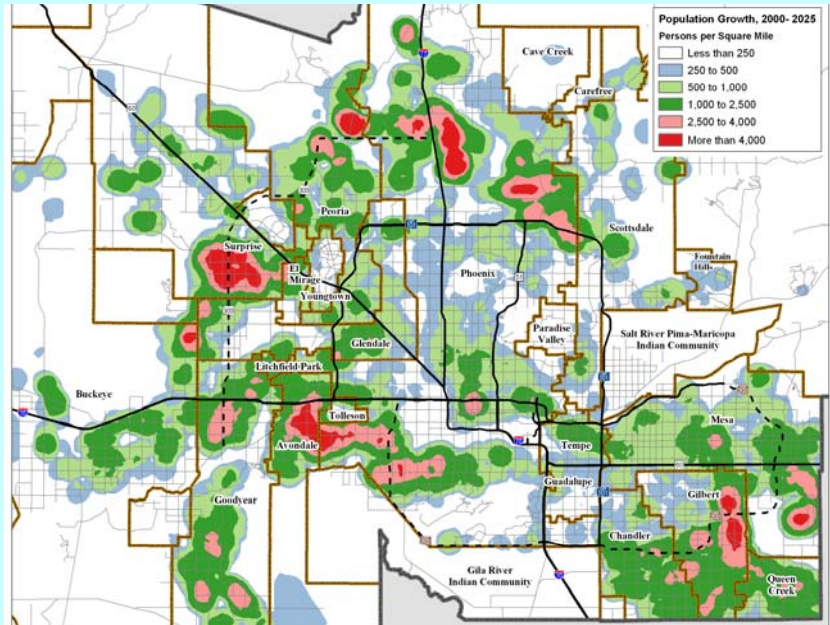 Population Growth, 2000- 2025
Persons per Square Mile
Less than 250
250 to 500
500 to 1,000
1,000 to 2,500
2,500 to 4,000
More than 4,000
Cave Creek
Carefree
60
303
Peoria
Scottsdale
Surprise
Fountain
Hills
El
Mirage
Phoenix
Youngtown
303
Paradise
Valley
Salt River Pima-Maricopa
Indian Community
Glendale
Litchfield Park
Buckeye
Tolleson
Mesa
Avondale
Tempe
Guadalupe
Goodyear
Gilbert
Chandler
Gila River
Indian Community
Queen
Creek